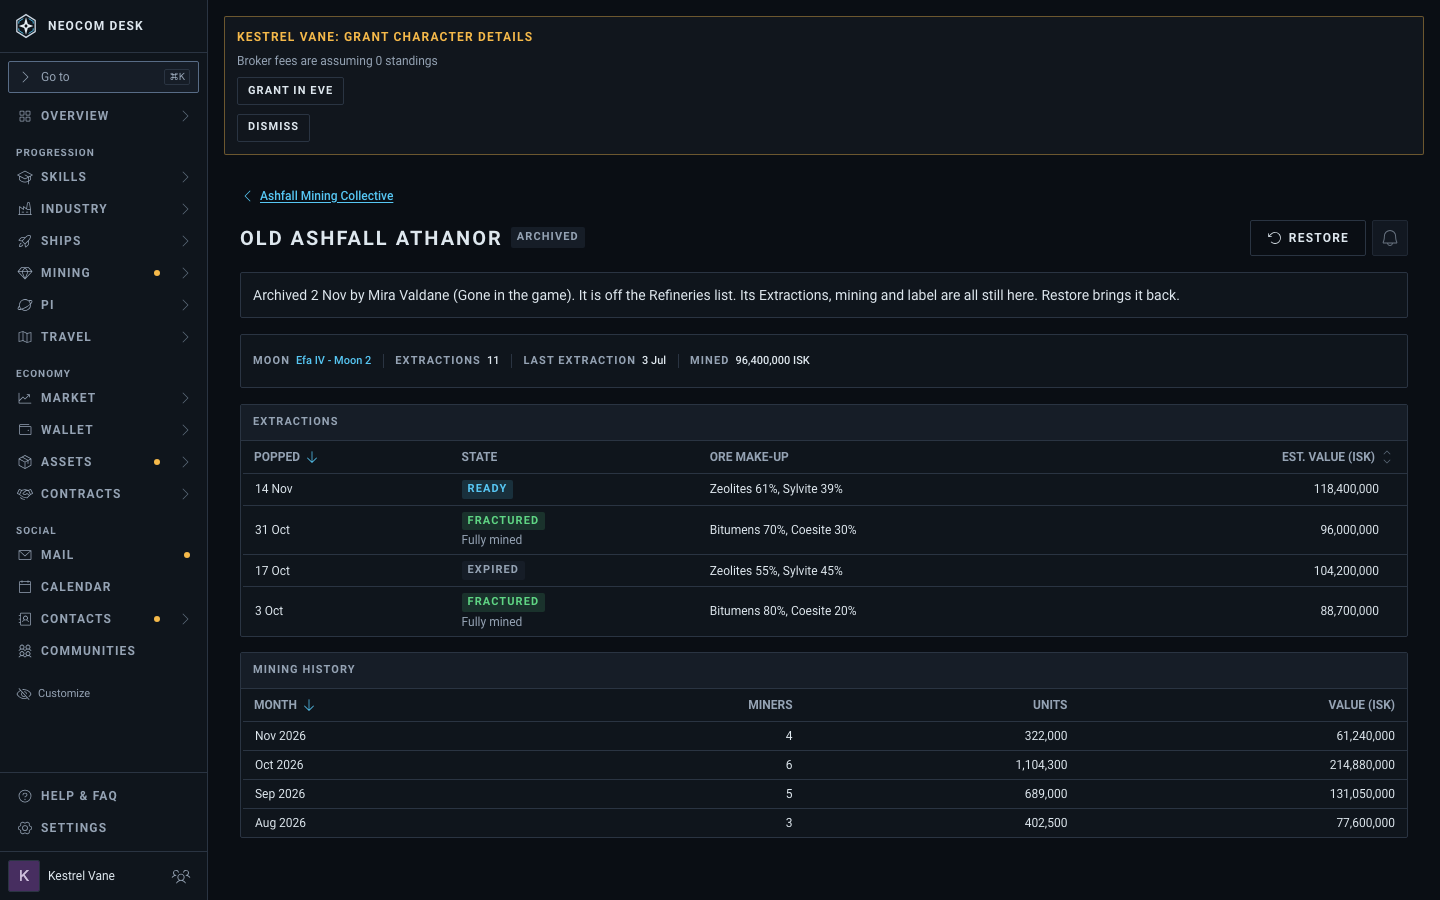 NEOCOM DESK
Go to ⌘K
OVERVIEW
PROGRESSION
SKILLS
INDUSTRY
SHIPS
MINING
PI
TRAVEL
ECONOMY
MARKET
WALLET
ASSETS
CONTRACTS
SOCIAL
MAIL
CALENDAR
CONTACTS
COMMUNITIES
Customize
HELP & FAQ
SETTINGS
K Kestrel Vane
KESTREL VANE: GRANT CHARACTER DETAILS
Broker fees are assuming 0 standings
GRANT IN EVE
DISMISS
Ashfall Mining Collective
OLD ASHFALL ATHANOR ARCHIVED RESTORE
Archived 2 Nov by Mira Valdane (Gone in the game). It is off the Refineries list. Its Extractions, mining and label are all still here. Restore brings it back.
MOON Efa IV - Moon 2 EXTRACTIONS 11 LAST EXTRACTION 3 Jul MINED 96,400,000 ISK
EXTRACTIONS
POPPED STATE ORE MAKE-UP EST. VALUE (ISK)
14 Nov READY Zeolites 61%, Sylvite 39% 118,400,000
31 Oct FRACTURED Fully mined Bitumens 70%, Coesite 30% 96,000,000
17 Oct EXPIRED Zeolites 55%, Sylvite 45% 104,200,000
3 Oct FRACTURED Fully mined Bitumens 80%, Coesite 20% 88,700,000
MINING HISTORY
MONTH MINERS UNITS VALUE (ISK)
Nov 2026 4 322,000 61,240,000
Oct 2026 6 1,104,300 214,880,000
Sep 2026 5 689,000 131,050,000
Aug 2026 3 402,500 77,600,000